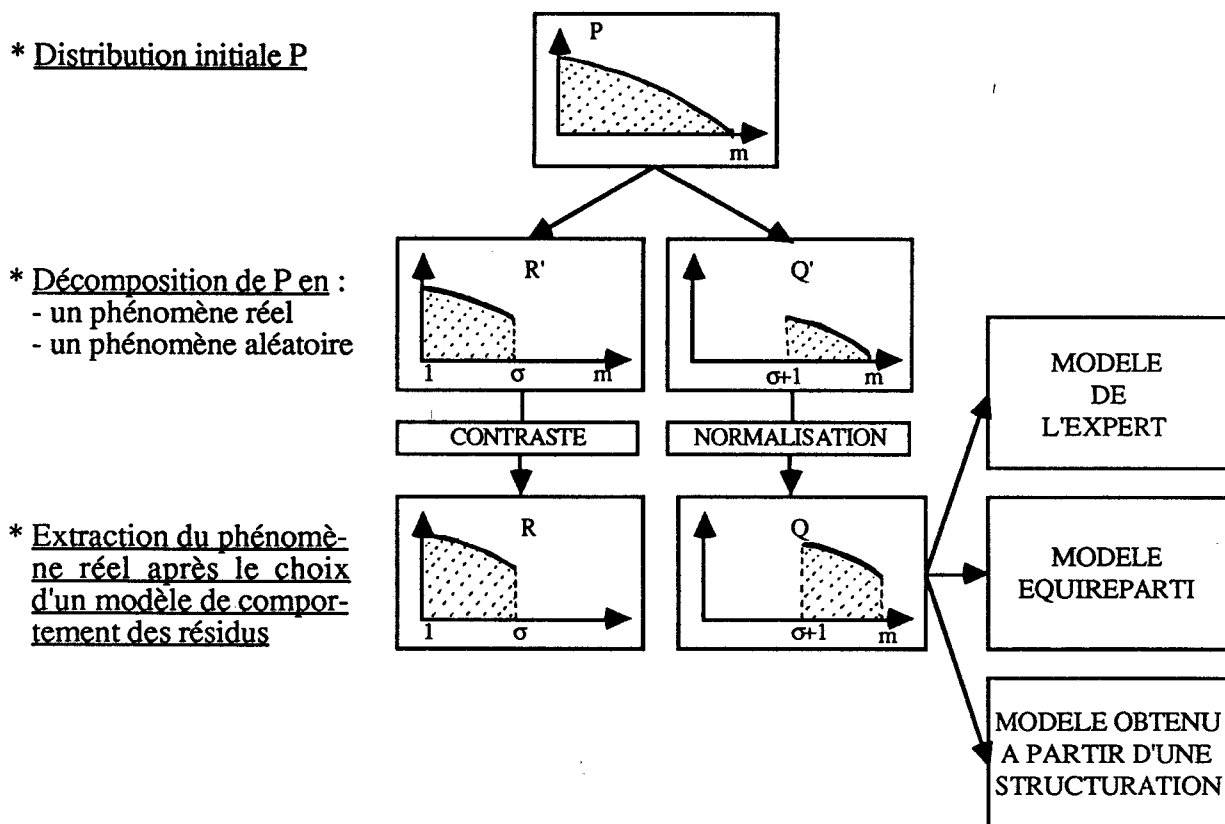 * Distribution initiale P
P
m
* Décomposition de P en :
- un phénomène réel
- un phénomène aléatoire
R'
1
σ
m
Q'
σ+1
m
CONTRASTE
NORMALISATION
* Extraction du phénomè-
ne réel après le choix
d'un modèle de compor-
tement des résidus
R
1
σ
Q
σ+1
m
MODELE
DE
L'EXPERT
MODELE
EQUIREPARTI
MODELE OBTENU
A PARTIR D'UNE
STRUCTURATION